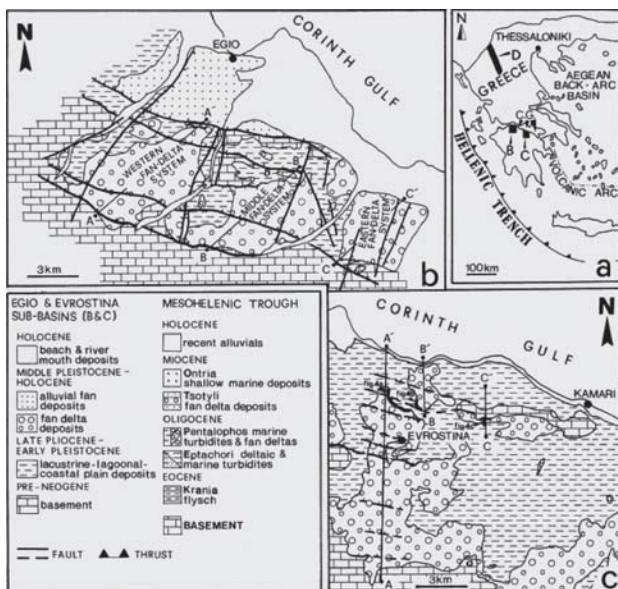 N
EGIO
CORINTH GULF
A'
WESTERN
FAN-DELTA
SYSTEM
B'
MIDDLE
FAN-DELTA
SYSTEM
C'
EASTERN
FAN-DELTA
SYSTEM
A
B
C
3km
b
N
THESSALONIKI
D
GREECE
AEGEAN
BACK-ARC
BASIN
C.G.
B
C
VOLCANIC ARC
HELLENIC TRENCH
100km
a
EGIO & EVROSTINA
SUB-BASINS (B&C)
HOLOCENE
beach & river
mouth deposits
MIDDLE PLEISTOCENE-
HOLOCENE
alluvial fan
deposits
fan delta
deposits
LATE PLIOCENE-
EARLY PLEISTOCENE
lacustrine-lagoonal-
coastal plain deposits
PRE-NEOGENE
basement
FAULT
THRUST
MESOHELENIC TROUGH
HOLOCENE
recent alluvials
MIOCENE
Ontria
shallow marine deposits
Tsotyli
fan delta deposits
OLIGOCENE
Pentalophos marine
turbidites & fan deltas
Eptachori deltaic &
marine turbidites
EOCENE
Krania
flysch
BASEMENT
CORINTH
GULF
N
A'
B'
C'
KAMARI
B
EVROSTINA
C
A
3km
C